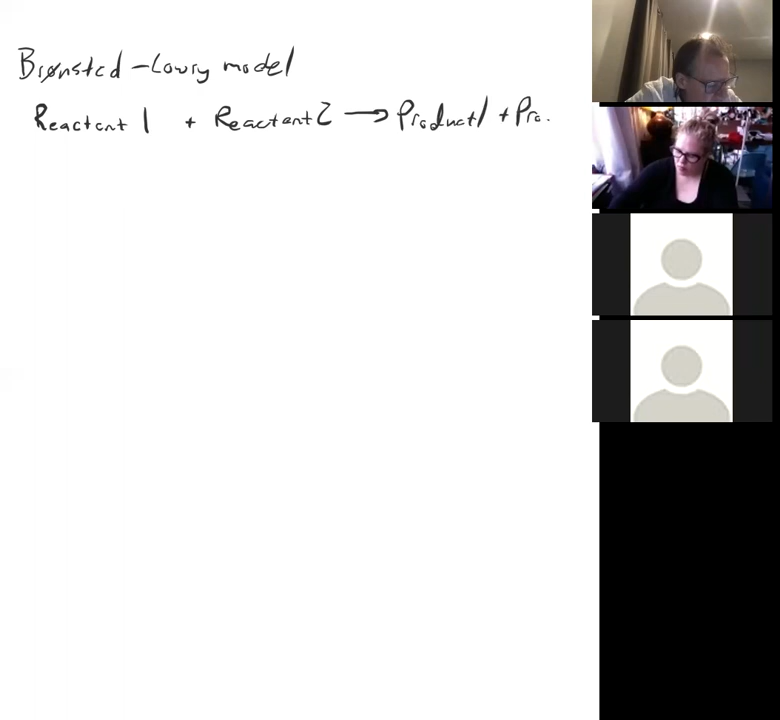 Brønsted-Lowry model
Reactant 1 + Reactant 2 → Product 1 + Pro.